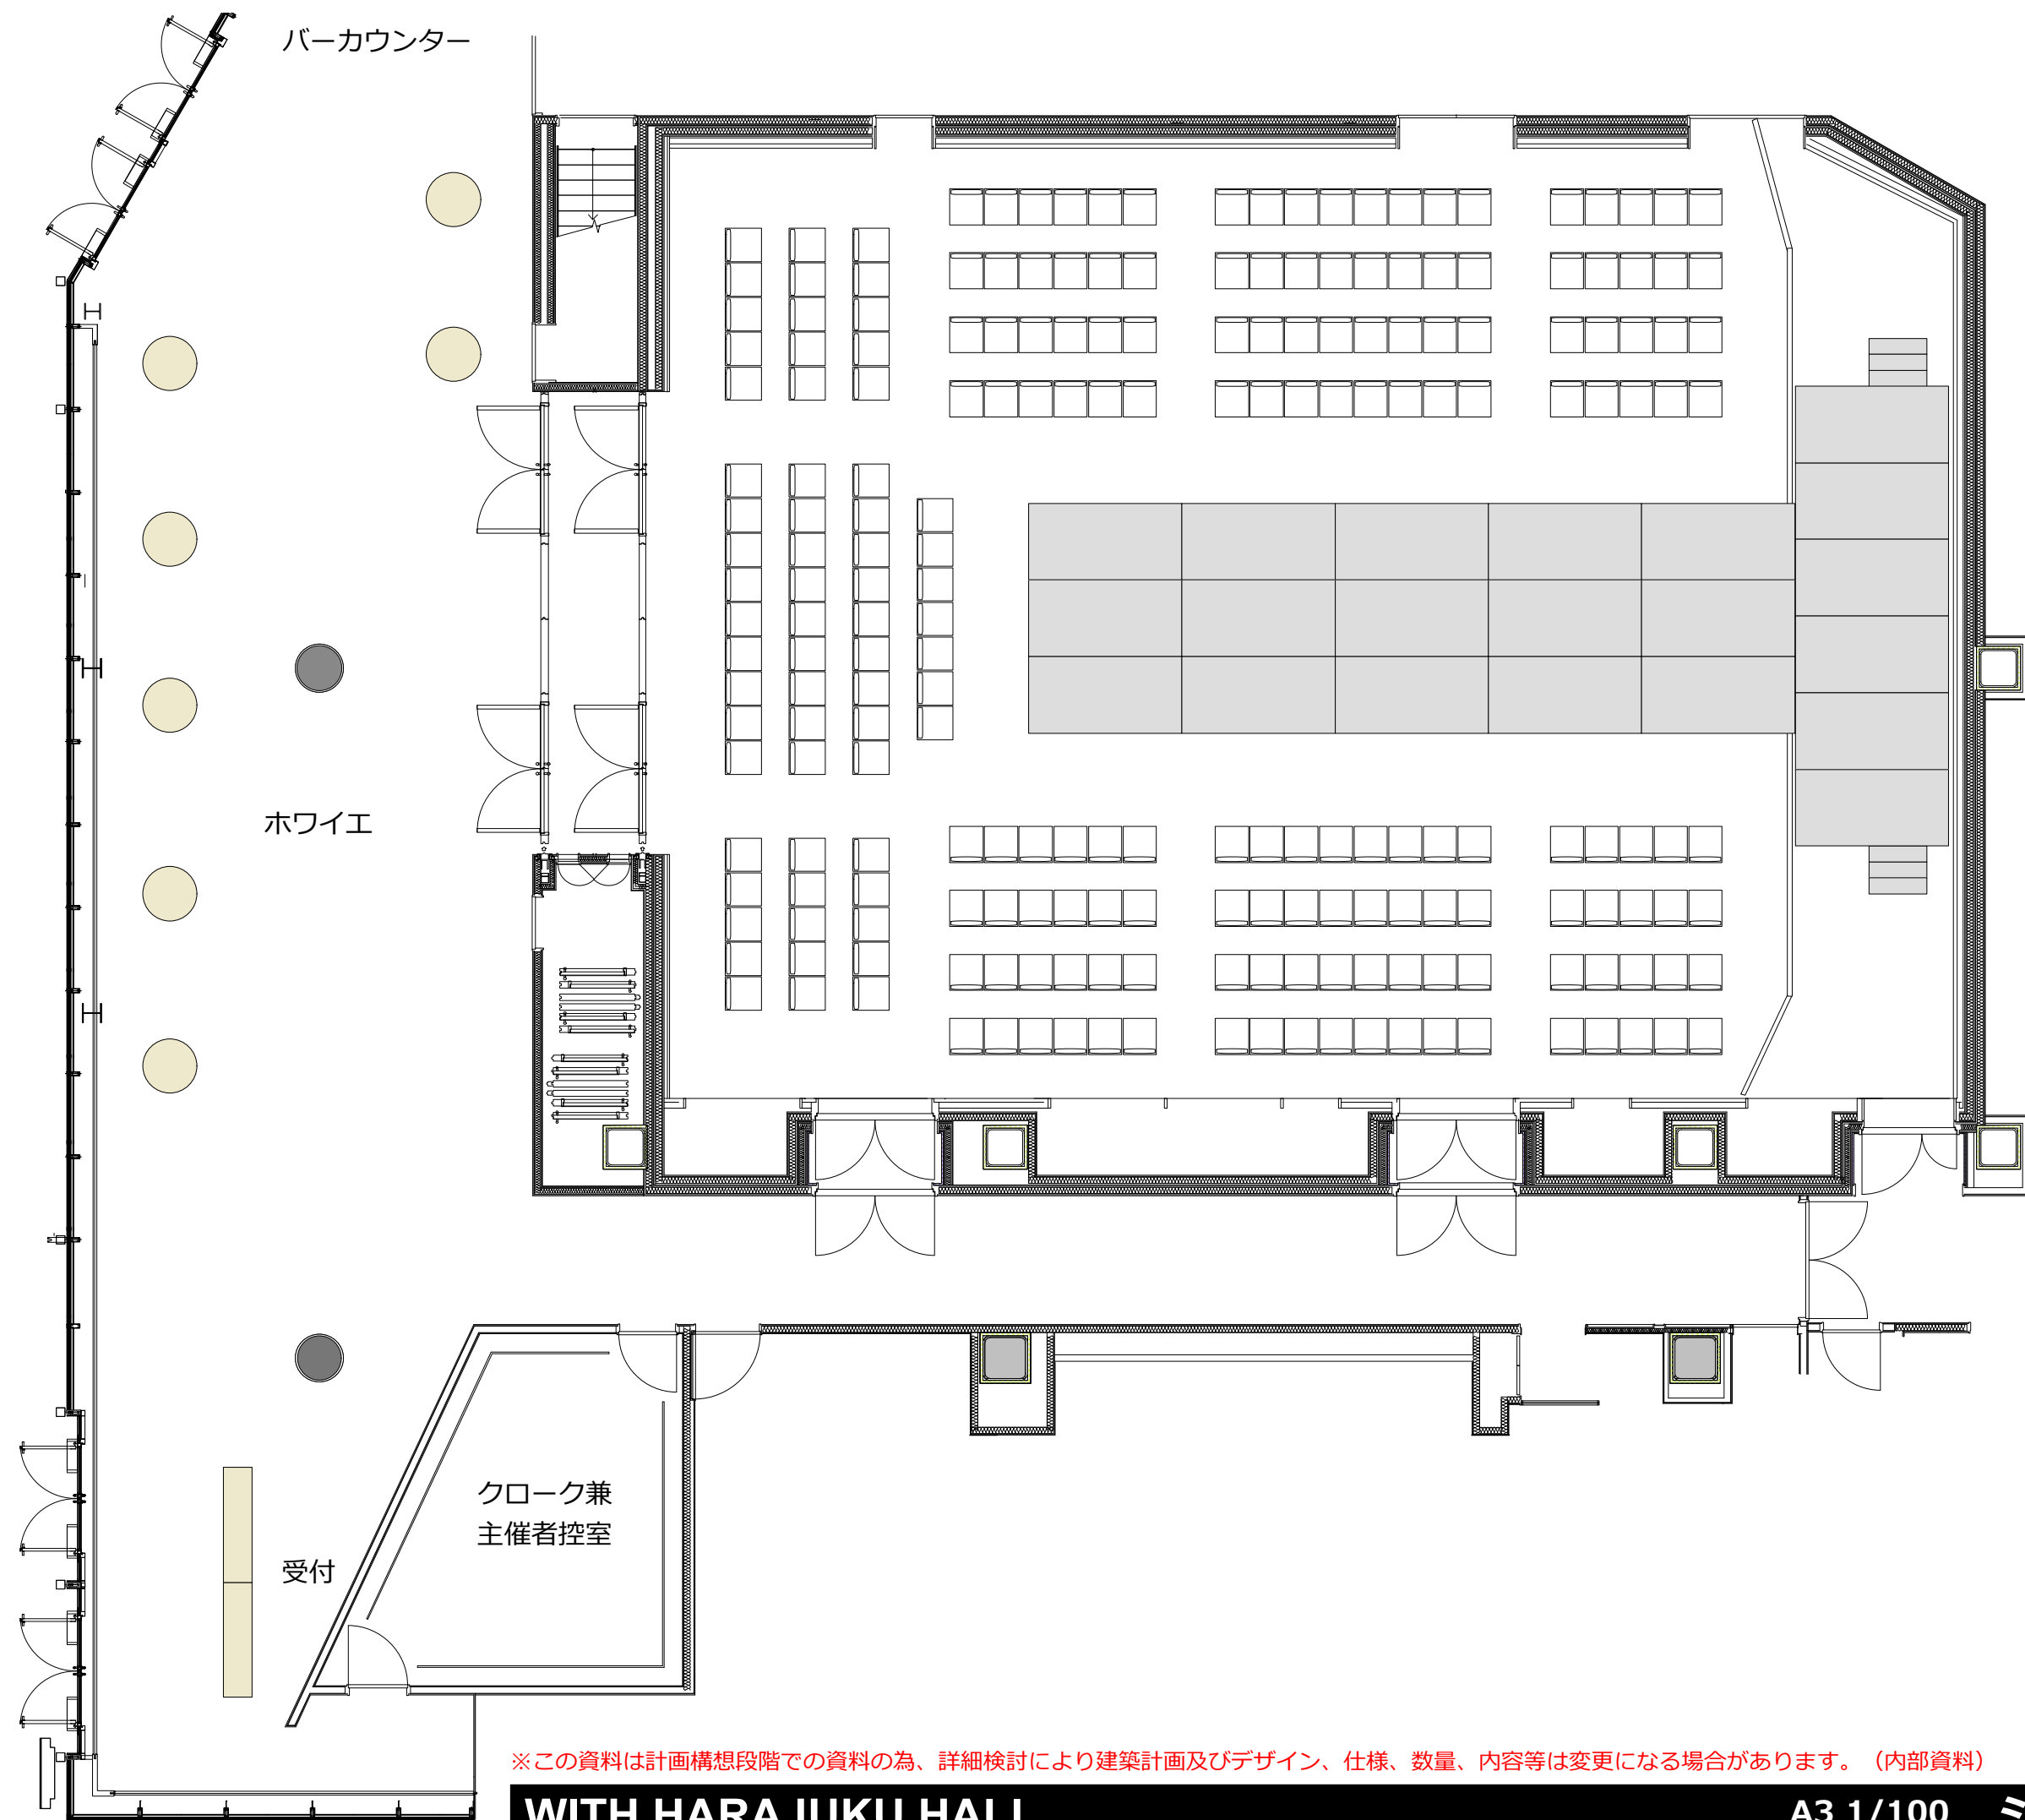 バーカウンター
ホワイエ
クローク兼
主催者控室
受付
※この資料は計画構想段階での資料の為、詳細検討により建築計画及びデザイン、仕様、数量、内容等は変更になる場合があります。（内部資料）
WITH HARAJUKU HALL
A3 1/100